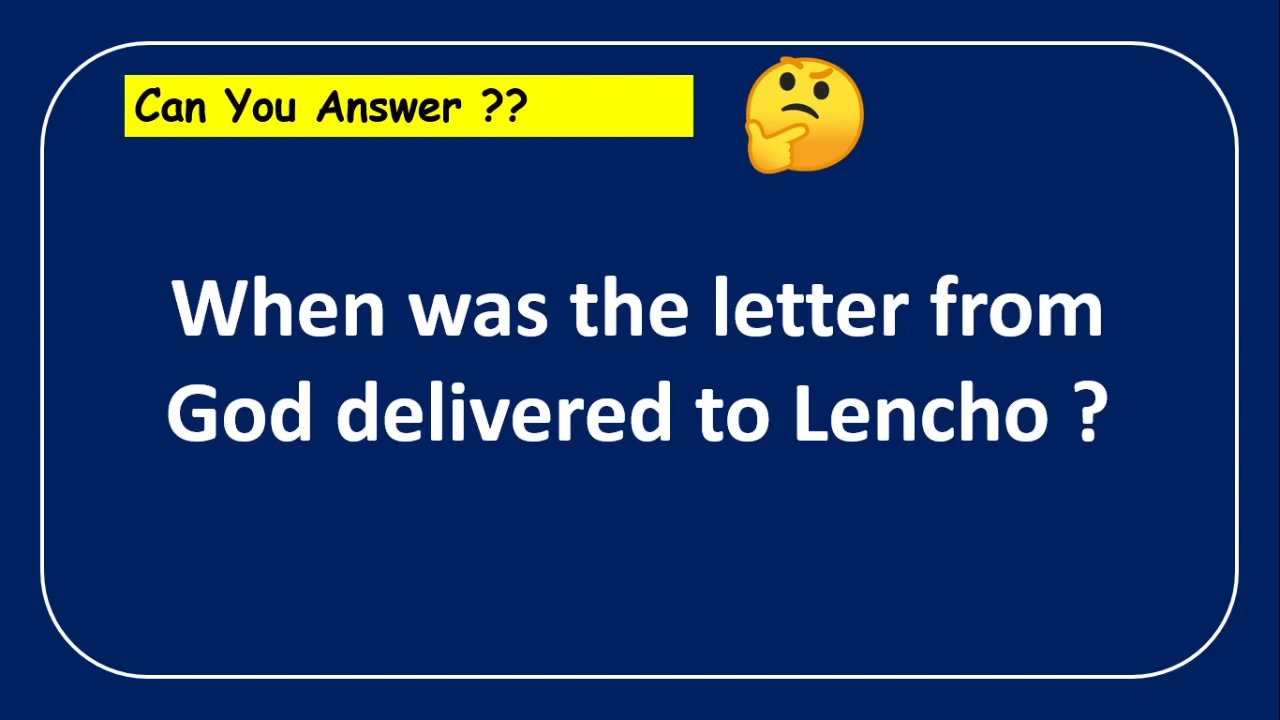 Can You Answer ??
When was the letter from
God delivered to Lencho ?